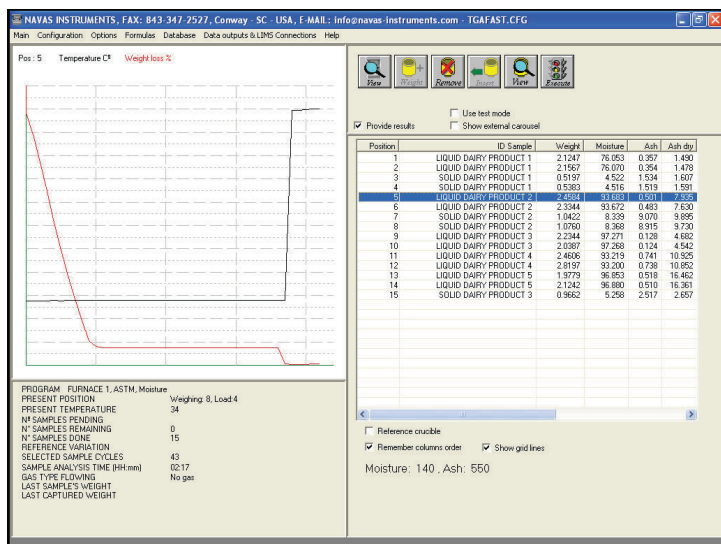 NAVAS INSTRUMENTS, FAX: 843-347-2527, Conway - SC - USA, E-MAIL: info@navas-instruments.com - TGAFAST.CFG
Main Configuration Options Formulas Database Data outputs & LIMS Connections Help
Pos : 5 Temperature Cº Weight loss %
View Weight Remove Insert View Execute
Use test mode
Provide results Show external carousel
Position ID Sample Weight Moisture Ash Ash dry
1 LIQUID DAIRY PRODUCT 1 2.1247 76.053 0.357 1.490
2 LIQUID DAIRY PRODUCT 1 2.1567 76.070 0.354 1.478
3 SOLID DAIRY PRODUCT 1 0.5197 4.522 1.534 1.607
4 SOLID DAIRY PRODUCT 1 0.5383 4.516 1.519 1.591
5 LIQUID DAIRY PRODUCT 2 2.4584 93.683 0.501 7.935
6 LIQUID DAIRY PRODUCT 2 2.3344 93.672 0.483 7.630
7 SOLID DAIRY PRODUCT 2 1.0422 8.339 9.070 9.895
8 SOLID DAIRY PRODUCT 2 1.0760 8.368 8.915 9.730
9 LIQUID DAIRY PRODUCT 3 2.2344 97.271 0.128 4.682
10 LIQUID DAIRY PRODUCT 3 2.0387 97.268 0.124 4.542
11 LIQUID DAIRY PRODUCT 4 2.4606 93.219 0.741 10.925
12 LIQUID DAIRY PRODUCT 4 2.8197 93.200 0.738 10.852
13 LIQUID DAIRY PRODUCT 5 1.9779 96.853 0.518 16.462
14 LIQUID DAIRY PRODUCT 5 2.1242 96.880 0.510 16.361
15 SOLID DAIRY PRODUCT 3 0.9662 5.258 2.517 2.657
PROGRAM FURNACE 1, ASTM, Moisture
PRESENT POSITION Weighing: 8, Load:4
PRESENT TEMPERATURE 34
Nº SAMPLES PENDING
N° SAMPLES REMAINING 0
N° SAMPLES DONE 15
REFERENCE VARIATION
SELECTED SAMPLE CYCLES 43
SAMPLE ANALYSIS TIME (HH:mm) 02:17
GAS TYPE FLOWING No gas
LAST SAMPLE'S WEIGHT
LAST CAPTURED WEIGHT
Reference crucible
Remember columns order Show grid lines
Moisture: 140 , Ash: 550